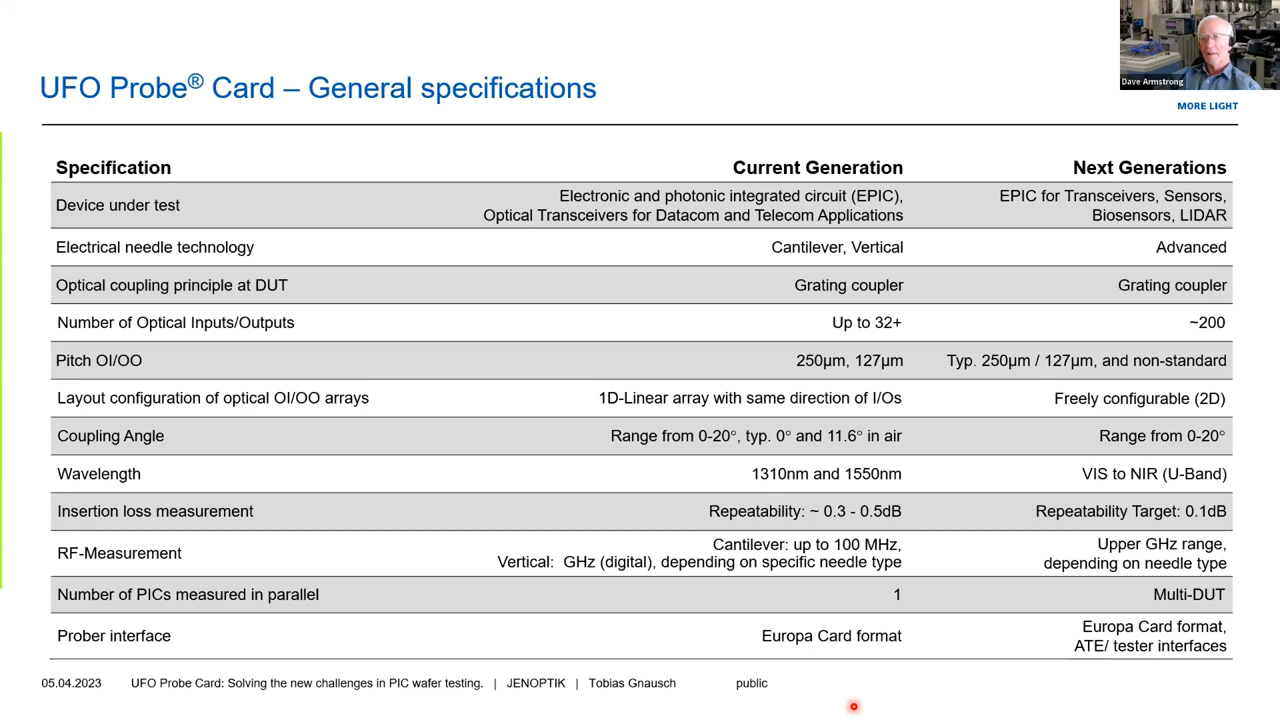 Dave Armstrong
MORE LIGHT
UFO Probe® Card – General specifications
Specification Current Generation Next Generations
Device under test Electronic and photonic integrated circuit (EPIC), Optical Transceivers for Datacom and Telecom Applications EPIC for Transceivers, Sensors, Biosensors, LIDAR
Electrical needle technology Cantilever, Vertical Advanced
Optical coupling principle at DUT Grating coupler Grating coupler
Number of Optical Inputs/Outputs Up to 32+ ~200
Pitch OI/OO 250µm, 127µm Typ. 250µm / 127µm, and non-standard
Layout configuration of optical OI/OO arrays 1D-Linear array with same direction of I/Os Freely configurable (2D)
Coupling Angle Range from 0-20°, typ. 0° and 11.6° in air Range from 0-20°
Wavelength 1310nm and 1550nm VIS to NIR (U-Band)
Insertion loss measurement Repeatability: ~ 0.3 - 0.5dB Repeatability Target: 0.1dB
RF-Measurement Cantilever: up to 100 MHz, Vertical: GHz (digital), depending on specific needle type Upper GHz range, depending on needle type
Number of PICs measured in parallel 1 Multi-DUT
Prober interface Europa Card format Europa Card format, ATE/ tester interfaces
05.04.2023 UFO Probe Card: Solving the new challenges in PIC wafer testing. | JENOPTIK | Tobias Gnausch public